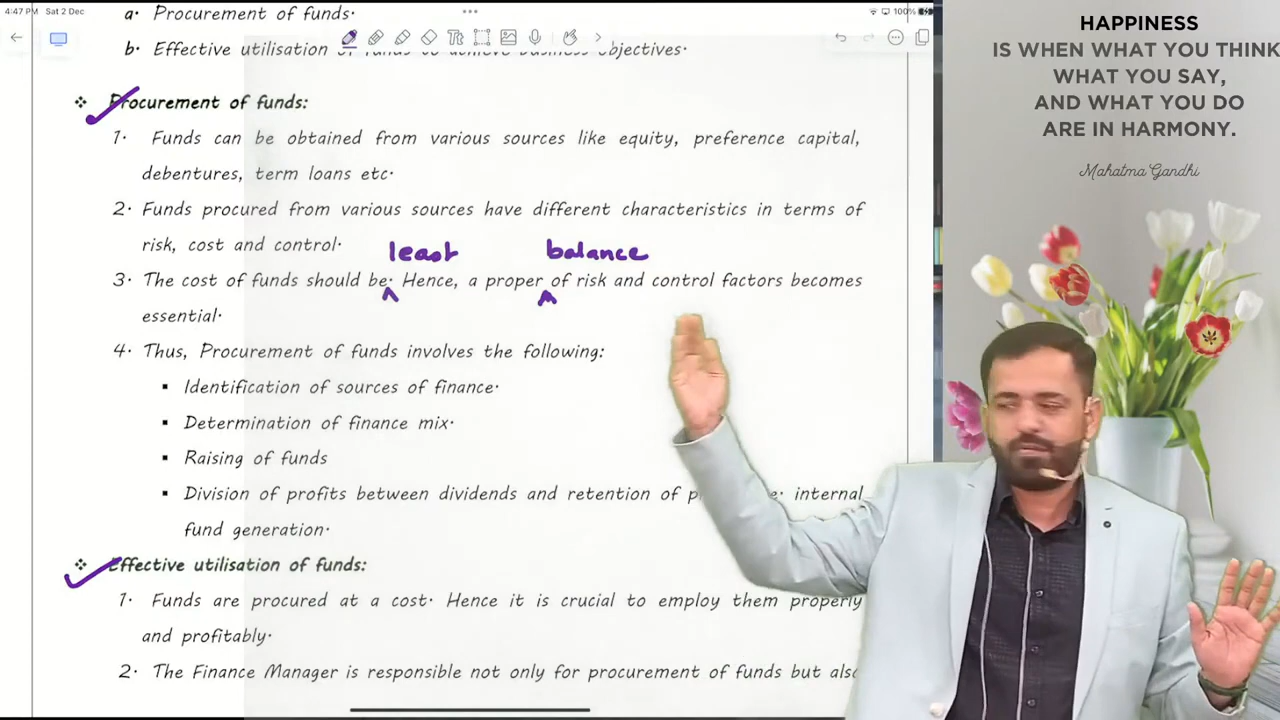 4:47 PM Sat 2 Dec
100%
a. Procurement of funds.
b. Effective utilisation of funds to achieve business objectives.
❖ Procurement of funds:
1. Funds can be obtained from various sources like equity, preference capital,
debentures, term loans etc.
2. Funds procured from various sources have different characteristics in terms of
risk, cost and control.
least balance
3. The cost of funds should be. Hence, a proper of risk and control factors becomes
essential.
4. Thus, Procurement of funds involves the following:
▪ Identification of sources of finance.
▪ Determination of finance mix.
▪ Raising of funds
▪ Division of profits between dividends and retention of internal
fund generation.
❖ Effective utilisation of funds:
1. Funds are procured at a cost. Hence it is crucial to employ them properly
and profitably.
2. The Finance Manager is responsible not only for procurement of funds but also
HAPPINESS
IS WHEN WHAT YOU THINK
WHAT YOU SAY,
AND WHAT YOU DO
ARE IN HARMONY.
Mahatma Gandhi